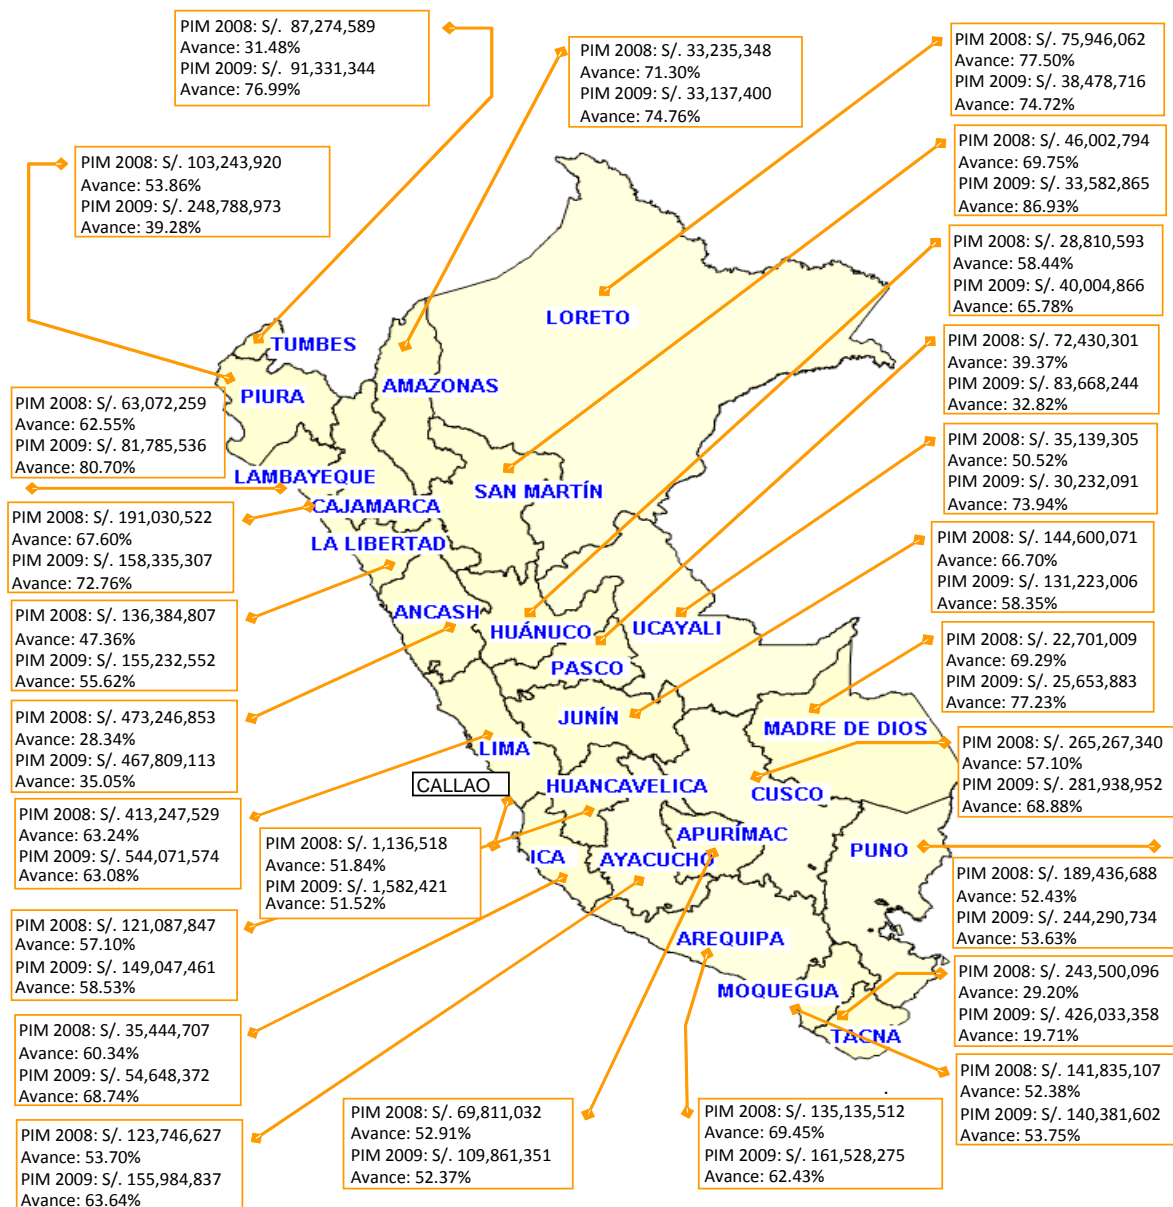 PIM 2008: S/. 87,274,589
Avance: 31.48%
PIM 2009: S/. 91,331,344
Avance: 76.99%
PIM 2008: S/. 33,235,348
Avance: 71.30%
PIM 2009: S/. 33,137,400
Avance: 74.76%
PIM 2008: S/. 75,946,062
Avance: 77.50%
PIM 2009: S/. 38,478,716
Avance: 74.72%
PIM 2008: S/. 103,243,920
Avance: 53.86%
PIM 2009: S/. 248,788,973
Avance: 39.28%
PIM 2008: S/. 46,002,794
Avance: 69.75%
PIM 2009: S/. 33,582,865
Avance: 86.93%
PIM 2008: S/. 28,810,593
Avance: 58.44%
PIM 2009: S/. 40,004,866
Avance: 65.78%
PIM 2008: S/. 72,430,301
Avance: 39.37%
PIM 2009: S/. 83,668,244
Avance: 32.82%
PIM 2008: S/. 63,072,259
Avance: 62.55%
PIM 2009: S/. 81,785,536
Avance: 80.70%
PIM 2008: S/. 35,139,305
Avance: 50.52%
PIM 2009: S/. 30,232,091
Avance: 73.94%
PIM 2008: S/. 191,030,522
Avance: 67.60%
PIM 2009: S/. 158,335,307
Avance: 72.76%
PIM 2008: S/. 144,600,071
Avance: 66.70%
PIM 2009: S/. 131,223,006
Avance: 58.35%
PIM 2008: S/. 136,384,807
Avance: 47.36%
PIM 2009: S/. 155,232,552
Avance: 55.62%
PIM 2008: S/. 22,701,009
Avance: 69.29%
PIM 2009: S/. 25,653,883
Avance: 77.23%
PIM 2008: S/. 473,246,853
Avance: 28.34%
PIM 2009: S/. 467,809,113
Avance: 35.05%
PIM 2008: S/. 265,267,340
Avance: 57.10%
PIM 2009: S/. 281,938,952
Avance: 68.88%
PIM 2008: S/. 413,247,529
Avance: 63.24%
PIM 2009: S/. 544,071,574
Avance: 63.08%
PIM 2008: S/. 1,136,518
Avance: 51.84%
PIM 2009: S/. 1,582,421
Avance: 51.52%
PIM 2008: S/. 189,436,688
Avance: 52.43%
PIM 2009: S/. 244,290,734
Avance: 53.63%
PIM 2008: S/. 121,087,847
Avance: 57.10%
PIM 2009: S/. 149,047,461
Avance: 58.53%
PIM 2008: S/. 243,500,096
Avance: 29.20%
PIM 2009: S/. 426,033,358
Avance: 19.71%
PIM 2008: S/. 35,444,707
Avance: 60.34%
PIM 2009: S/. 54,648,372
Avance: 68.74%
PIM 2008: S/. 141,835,107
Avance: 52.38%
PIM 2009: S/. 140,381,602
Avance: 53.75%
PIM 2008: S/. 123,746,627
Avance: 53.70%
PIM 2009: S/. 155,984,837
Avance: 63.64%
PIM 2008: S/. 69,811,032
Avance: 52.91%
PIM 2009: S/. 109,861,351
Avance: 52.37%
PIM 2008: S/. 135,135,512
Avance: 69.45%
PIM 2009: S/. 161,528,275
Avance: 62.43%
LORETO
TUMBES
AMAZONAS
PIURA
LAMBAYEQUE
SAN MARTÍN
CAJAMARCA
LA LIBERTAD
ANCASH
HUÁNUCO
UCAYALI
PASCO
JUNÍN
MADRE DE DIOS
LIMA
CALLAO
HUANCAVELICA
CUSCO
APURÍMAC
ICA
AYACUCHO
PUNO
AREQUIPA
MOQUEGUA
TACNA